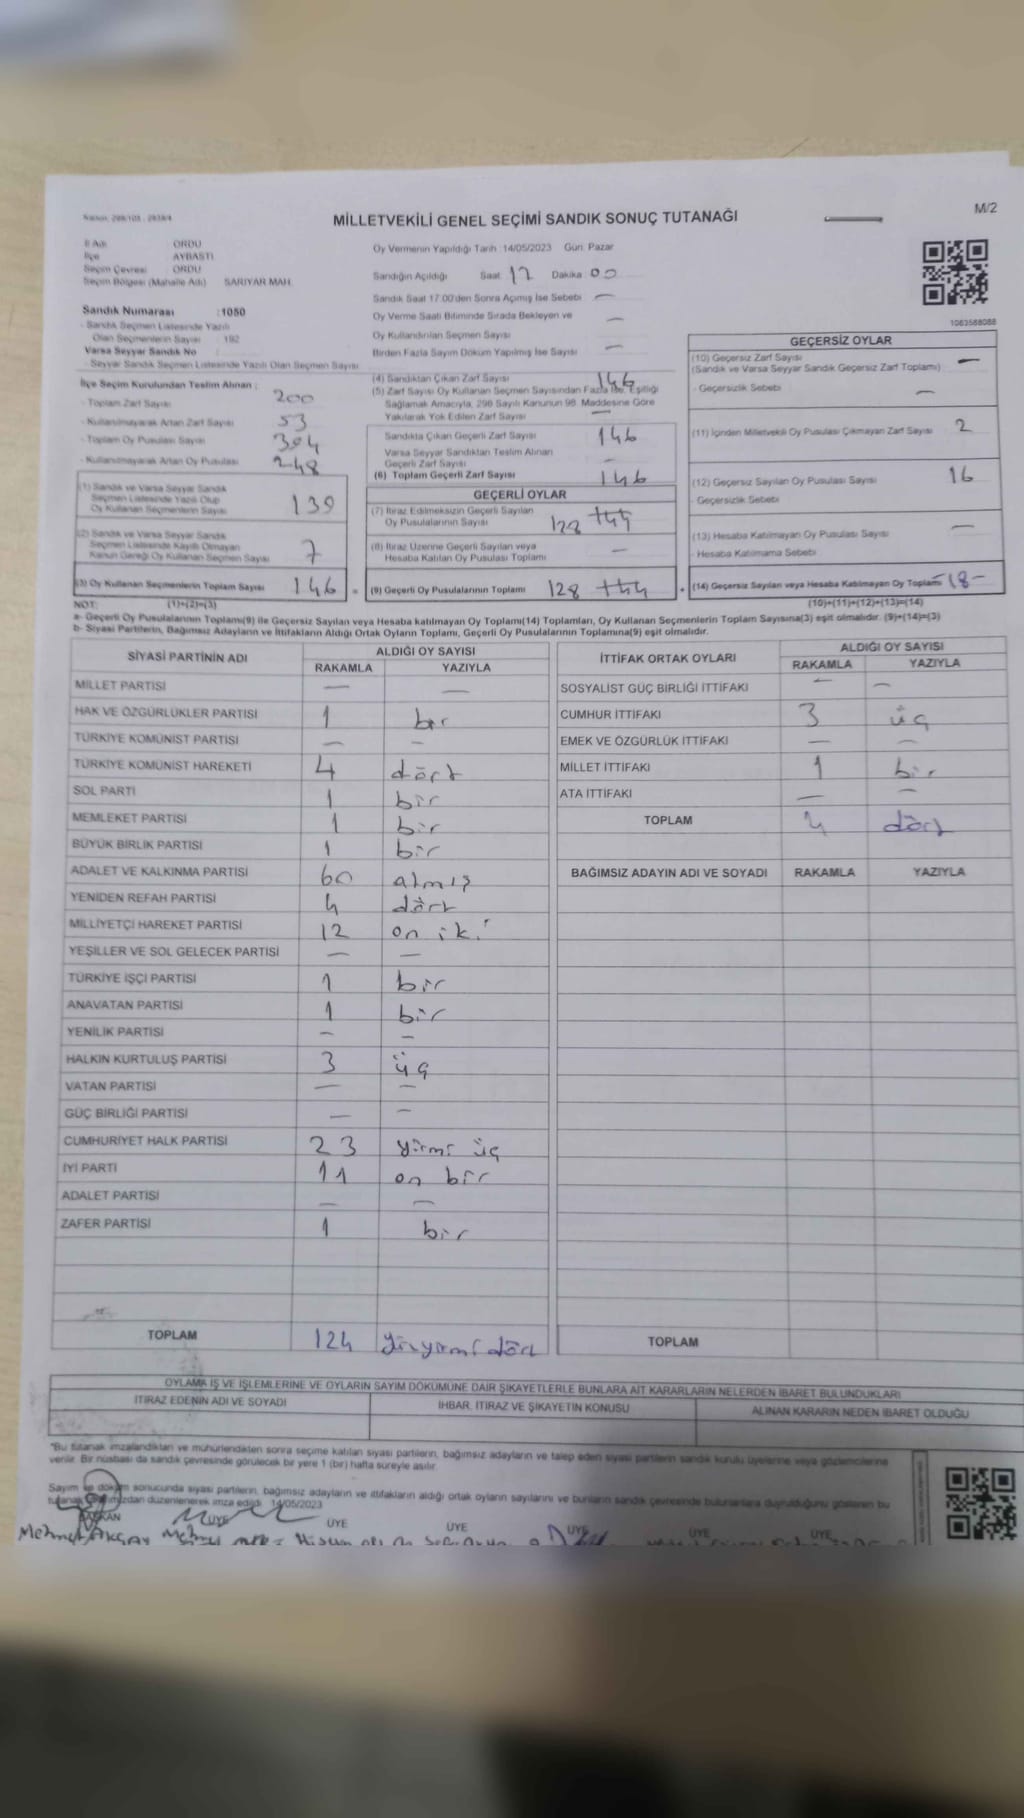 MİLLETVEKİLİ GENEL SEÇİMİ SANDIK SONUÇ TUTANAĞI
M/2
İl Adı ORDU
İlçe AYBASTI
Seçim Çevresi ORDU
Seçim Bölgesi (Mahalle Adı) SARIYAR MAH.
Sandık Numarası :1050
- Sandık Seçmen Listesinde Yazılı
Olan Seçmenlerin Sayısı : 192
Varsa Seyyar Sandık No :
- Seyyar Sandık Seçmen Listesinde Yazılı Olan Seçmen Sayısı
İlçe Seçim Kurulundan Teslim Alınan :
- Toplam Zarf Sayısı 200
- Kullanılmayarak Artan Zarf Sayısı 53
- Toplam Oy Pusulası Sayısı
- Kullanılmayarak Artan Oy Pusulası 248
(1) Sandık ve Varsa Seyyar Sandık
Seçmen Listesinde Yazılı Olup
Oy Kullanan Seçmenlerin Sayısı 139
(2) Sandık ve Varsa Seyyar Sandık
Seçmen Listesinde Kayıtlı Olmayan
Kanun Gereği Oy Kullanan Seçmen Sayısı 7
(3) Oy Kullanan Seçmenlerin Toplam Sayısı 146
(1)+(2)=(3)
Oy Vermenin Yapıldığı Tarih :14/05/2023 Gün: Pazar
Sandığın Açıldığı Saat 17 Dakika 00
Sandık Saat 17.00'den Sonra Açımış İse Sebebi —
Oy Verme Saati Bitiminde Sırada Bekleyen ve
Oy Kullandırılan Seçmen Sayısı —
Birden Fazla Sayım Döküm Yapılmış İse Sayısı —
(4) Sandıktan Çıkan Zarf Sayısı 146
(5) Zarf Sayısı Oy Kullanan Seçmen Sayısından Fazla İse, Eşitliği
Sağlamak Amacıyla, 298 Sayılı Kanunun 98. Maddesine Göre
Yakılarak Yok Edilen Zarf Sayısı —
Sandıkta Çıkan Geçerli Zarf Sayısı 146
Varsa Seyyar Sandıktan Teslim Alınan
Geçerli Zarf Sayısı —
(6) Toplam Geçerli Zarf Sayısı 146
GEÇERLİ OYLAR
(7) İtiraz Edilmeksizin Geçerli Sayılan
Oy Pusulalarının Sayısı 128
(8) İtiraz Üzerine Geçerli Sayılan veya
Hesaba Katılan Oy Pusulası Toplamı —
(9) Geçerli Oy Pusulalarının Toplamı 128
1063588088
GEÇERSİZ OYLAR
(10) Geçersiz Zarf Sayısı —
(Sandık ve Varsa Seyyar Sandık Geçersiz Zarf Toplamı)
- Geçersizlik Sebebi —
(11) İçinden Milletvekili Oy Pusulası Çıkmayan Zarf Sayısı 2
(12) Geçersiz Sayılan Oy Pusulası Sayısı 16
- Geçersizlik Sebebi
(13) Hesaba Katılmayan Oy Pusulası Sayısı —
- Hesaba Katılmama Sebebi
(14) Geçersiz Sayılan veya Hesaba Katılmayan Oy Toplamı -18-
(10)+(11)+(12)+(13)=(14)
NOT:
a- Geçerli Oy Pusulalarının Toplamı(9) ile Geçersiz Sayılan veya Hesaba katılmayan Oy Toplamı(14) Toplamları, Oy Kullanan Seçmenlerin Toplam Sayısına(3) eşit olmalıdır. (9)+(14)=(3)
b- Siyasi Partilerin, Bağımsız Adayların ve İttifakların Aldığı Ortak Oyların Toplamı, Geçerli Oy Pusulalarının Toplamına(9) eşit olmalıdır.
SİYASİ PARTİNİN ADI ALDIĞI OY SAYISI
RAKAMLA YAZIYLA
MİLLET PARTİSİ — —
HAK VE ÖZGÜRLÜKLER PARTİSİ 1 bir
TÜRKİYE KOMÜNİST PARTİSİ — —
TÜRKİYE KOMÜNİST HAREKETİ 4 dört
SOL PARTİ 1 bir
MEMLEKET PARTİSİ 1 bir
BÜYÜK BİRLİK PARTİSİ 1 bir
ADALET VE KALKINMA PARTİSİ 60 atmış
YENİDEN REFAH PARTİSİ 4 dört
MİLLİYETÇİ HAREKET PARTİSİ 12 on iki
YEŞİLLER VE SOL GELECEK PARTİSİ — —
TÜRKİYE İŞÇİ PARTİSİ 1 bir
ANAVATAN PARTİSİ 1 bir
YENİLİK PARTİSİ — —
HALKIN KURTULUŞ PARTİSİ 3 üç
VATAN PARTİSİ — —
GÜÇ BİRLİĞİ PARTİSİ — —
CUMHURİYET HALK PARTİSİ 23 yirmi üç
İYİ PARTİ 11 on bir
ADALET PARTİSİ — —
ZAFER PARTİSİ 1 bir
TOPLAM 124
İTTİFAK ORTAK OYLARI ALDIĞI OY SAYISI
RAKAMLA YAZIYLA
SOSYALİST GÜÇ BİRLİĞİ İTTİFAKI — —
CUMHUR İTTİFAKI 3 üç
EMEK VE ÖZGÜRLÜK İTTİFAKI — —
MİLLET İTTİFAKI 1 bir
ATA İTTİFAKI — —
TOPLAM 4 dört
BAĞIMSIZ ADAYIN ADI VE SOYADI RAKAMLA YAZIYLA
TOPLAM
OYLAMA İŞ VE İŞLEMLERİNE VE OYLARIN SAYIM DÖKÜMÜNE DAİR ŞİKAYETLERLE BUNLARA AİT KARARLARIN NELERDEN İBARET BULUNDUKLARI
İTİRAZ EDENİN ADI VE SOYADI İHBAR, İTİRAZ VE ŞİKAYETİN KONUSU ALINAN KARARIN NEDEN İBARET OLDUĞU
"Bu tutanak imzalandıktan ve mühürlendikten sonra seçime katılan siyasi partilerin, bağımsız adayların ve talep eden siyasi partilerin sandık kurulu üyelerine veya gözlemcilerine
verilir. Bir nüshası da sandık çevresinde görülecek bir yere 1 (bir) hafta süreyle asılır.
Sayım ve döküm sonucunda siyasi partilerin, bağımsız adayların ve ittifakların aldığı ortak oyların sayılarını ve bunların sandık çevresinde bulunanlara duyrulduğunu gösteren bu
tutanak tarafımızdan düzenlenerek imza edildi. 14/05/2023
BAŞKAN ÜYE ÜYE ÜYE ÜYE ÜYE ÜYE
Mehmet Akçay